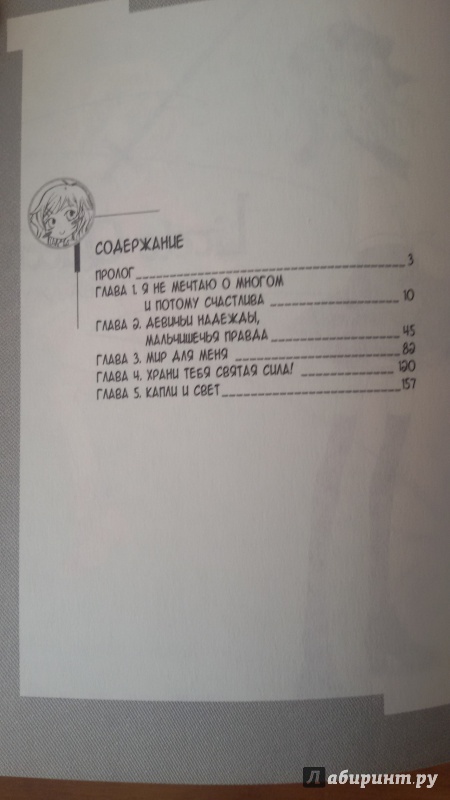 СОДЕРЖАНИЕ
ПРОЛОГ 3
ГЛАВА 1. Я НЕ МЕЧТАЮ О МНОГОМ
И ПОТОМУ СЧАСТЛИВА 10
ГЛАВА 2. ДЕВИЧЬИ НАДЕЖДЫ,
МАЛЬЧИШЕЧЬЯ ПРАВДА 45
ГЛАВА 3. МИР ДЛЯ МЕНЯ 82
ГЛАВА 4. ХРАНИ ТЕБЯ СВЯТАЯ СИЛА! 120
ГЛАВА 5. КАПЛИ И СВЕТ 157
Лабиринт.ру